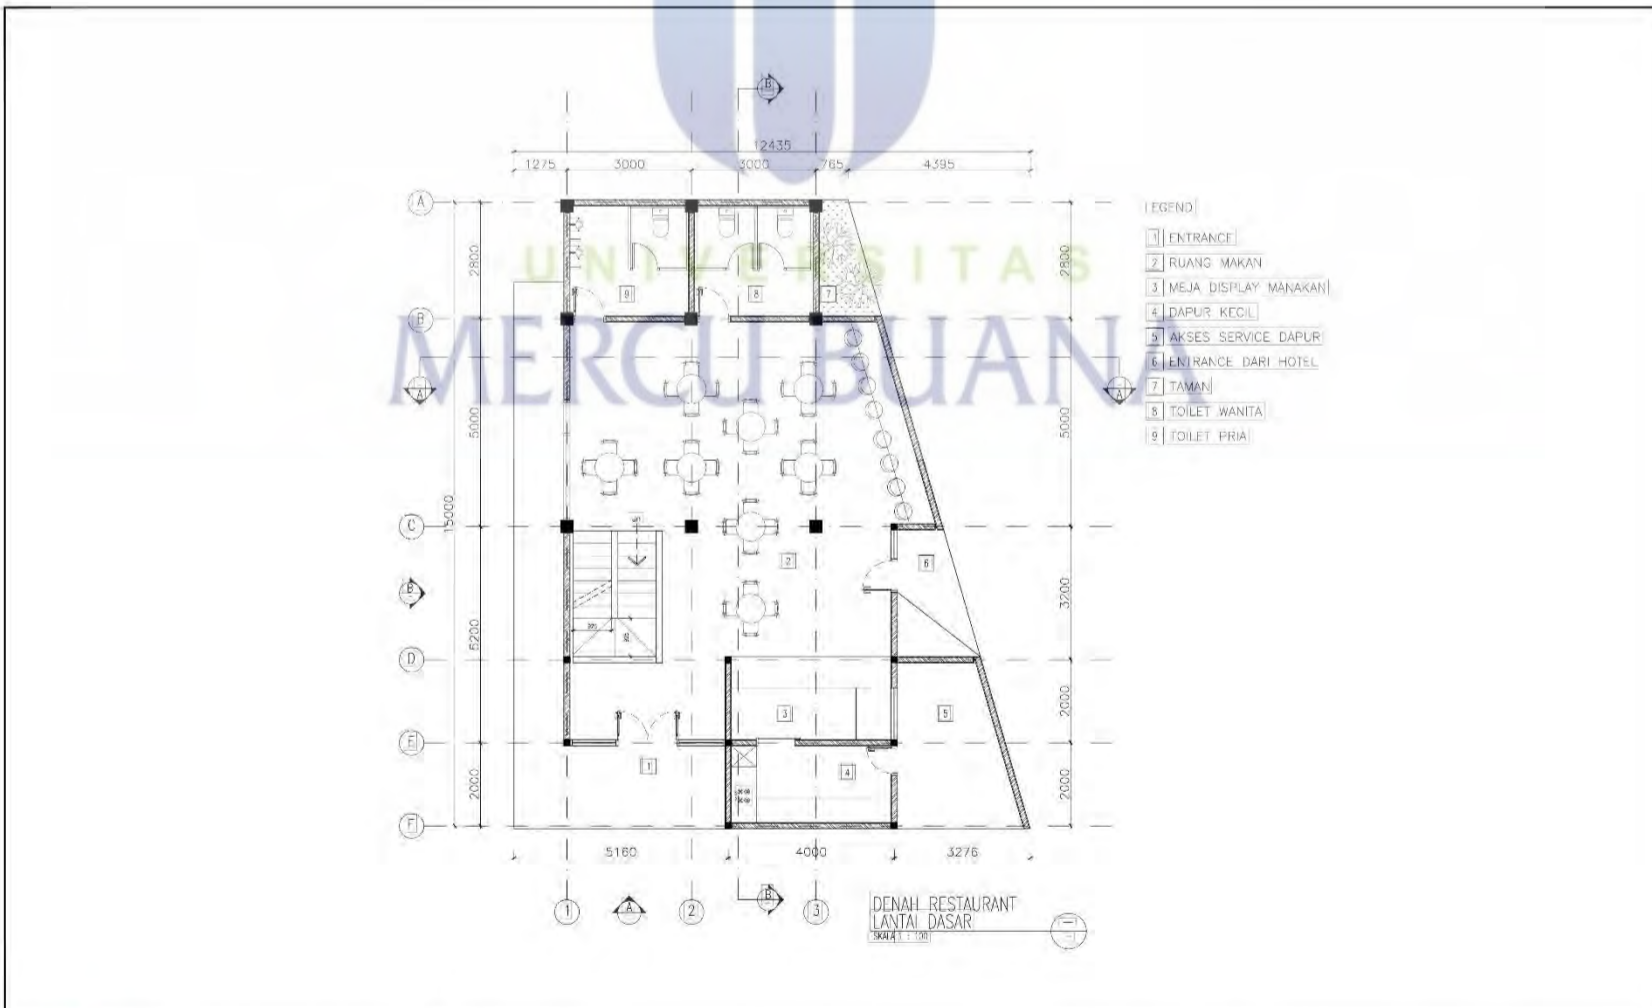 B
12435
1275 3000 3000 765 4395
A
LEGEND
1 ENTRANCE
UNIVERSITAS
2800 2800
2 RUANG MAKAN
9 8 7
3 MEJA DISPLAY MANAKAN
4 DAPUR KECIL
B
MERCU BUANA
5 AKSES SERVICE DAPUR
6 ENTRANCE DARI HOTEL
A A
7 TAMAN
8 TOILET WANITA
5000 5000
9 TOILET PRIA
15000
C
2 6
B
3200
5200
D
2000
3 5
E
1 4
2000 2000
F
5160 4000 3276
B
1 A 2 3
DENAH RESTAURANT
LANTAI DASAR
SKALA 1 : 100